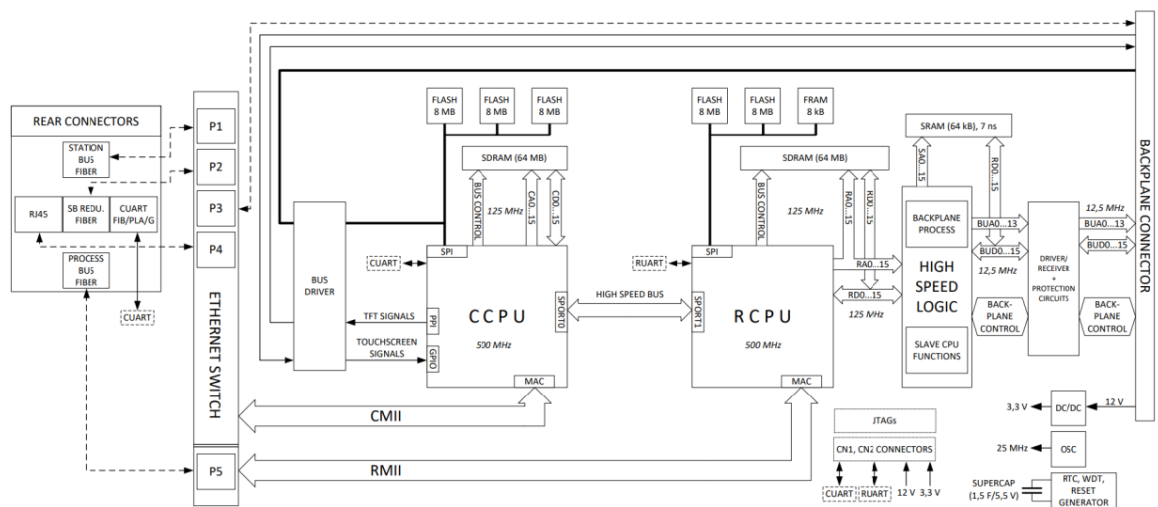 REAR CONNECTORS
STATION
BUS
FIBER
RJ45
SB REDU.
FIBER
CUART
FIB/PLA/G
PROCESS
BUS
FIBER
CUART
P1
P2
P3
P4
ETHERNET SWITCH
P5
BUS
DRIVER
FLASH
8 MB
FLASH
8 MB
FLASH
8 MB
SDRAM (64 MB)
BUS CONTROL
125 MHz
CA0...15
CD0...15
SPI
CUART
TFT SIGNALS
PPI
TOUCHSCREEN
SIGNALS
GPIO
CCPU
500 MHz
SPORT0
MAC
HIGH SPEED BUS
CMII
RMII
FLASH
8 MB
FLASH
8 MB
FRAM
8 kB
SDRAM (64 MB)
BUS CONTROL
125 MHz
RA0...15
RD0...15
SPI
RUART
SPORT1
RCPU
500 MHz
MAC
RA0...15
RD0...15
125 MHz
SRAM (64 kB), 7 ns
SA0...15
RD0...15
BACKPLANE
PROCESS
HIGH
SPEED
LOGIC
SLAVE CPU
FUNCTIONS
BUA0...13
BUD0...15
12,5 MHz
BACK-
PLANE
CONTROL
DRIVER/
RECEIVER
+
PROTECTION
CIRCUITS
12,5 MHz
BUA0...13
BUD0...15
BACK-
PLANE
CONTROL
BACKPLANE CONNECTOR
JTAGs
CN1, CN2 CONNECTORS
CUART
RUART
12 V
3,3 V
3,3 V
DC/DC
12 V
25 MHz
OSC
SUPERCAP
(1,5 F/5,5 V)
RTC, WDT,
RESET
GENERATOR